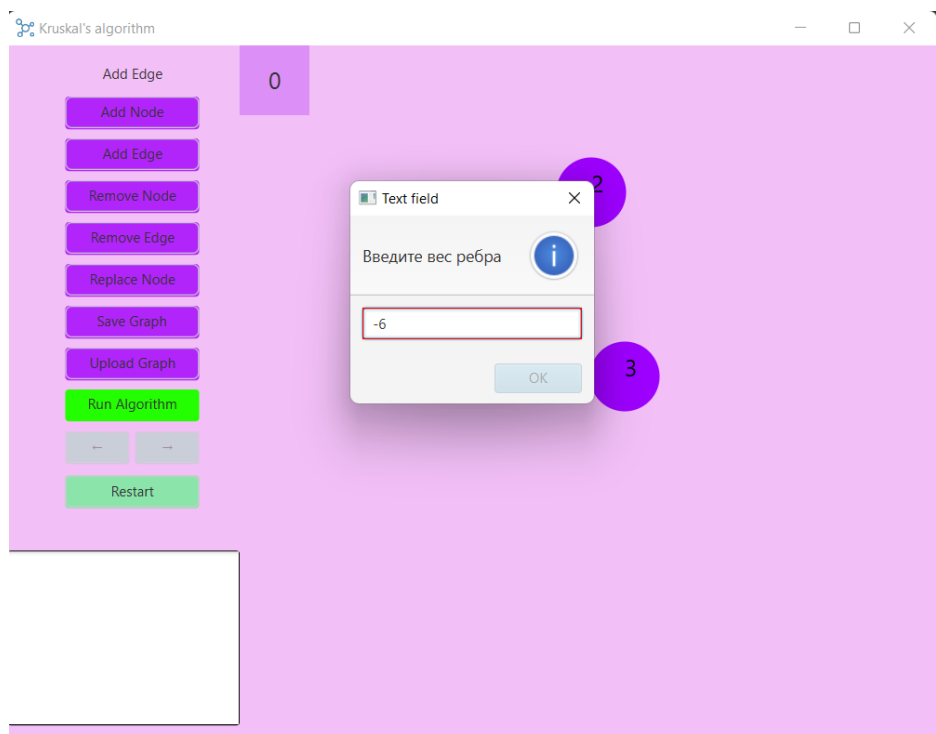 Kruskal's algorithm
Add Edge
0
Add Node
Add Edge
Remove Node
Remove Edge
Replace Node
Save Graph
Upload Graph
Run Algorithm
← →
Restart
2
Text field
Введите вес ребра
i
-6
OK
3